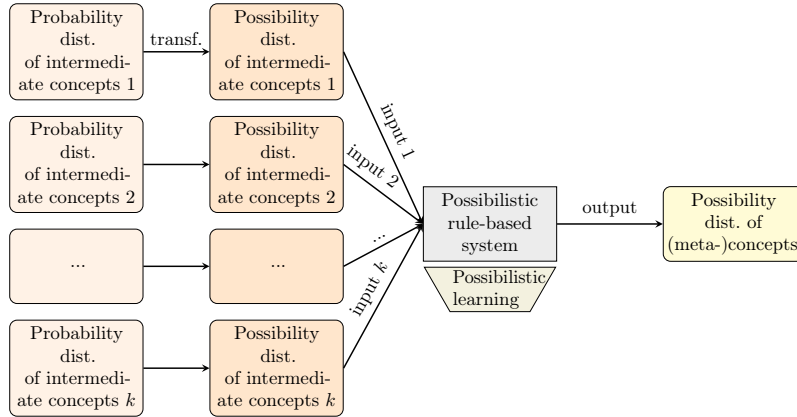 Probability
dist.
of intermedi-
ate concepts 1
transf.
Possibility
dist.
of intermedi-
ate concepts 1
input 1
Probability
dist.
of intermedi-
ate concepts 2
Possibility
dist.
of intermedi-
ate concepts 2
input 2
...
...
...
Probability
dist.
of intermedi-
ate concepts k
Possibility
dist.
of intermedi-
ate concepts k
input k
Possibilistic
rule-based
system
Possibilistic
learning
output
Possibility
dist. of
(meta-)concepts